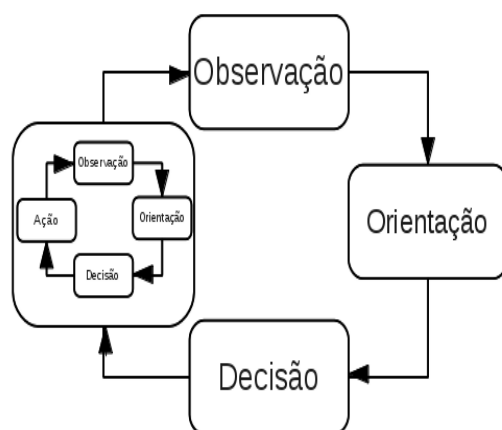 Observação
Orientação
Decisão
Observação
Orientação
Decisão
Ação